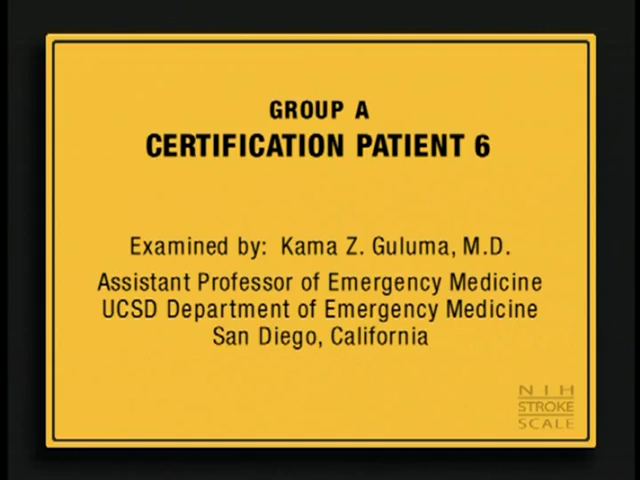 GROUP A
CERTIFICATION PATIENT 6
Examined by: Kama Z. Guluma, M.D.
Assistant Professor of Emergency Medicine
UCSD Department of Emergency Medicine
San Diego, California
NIH
STROKE
SCALE